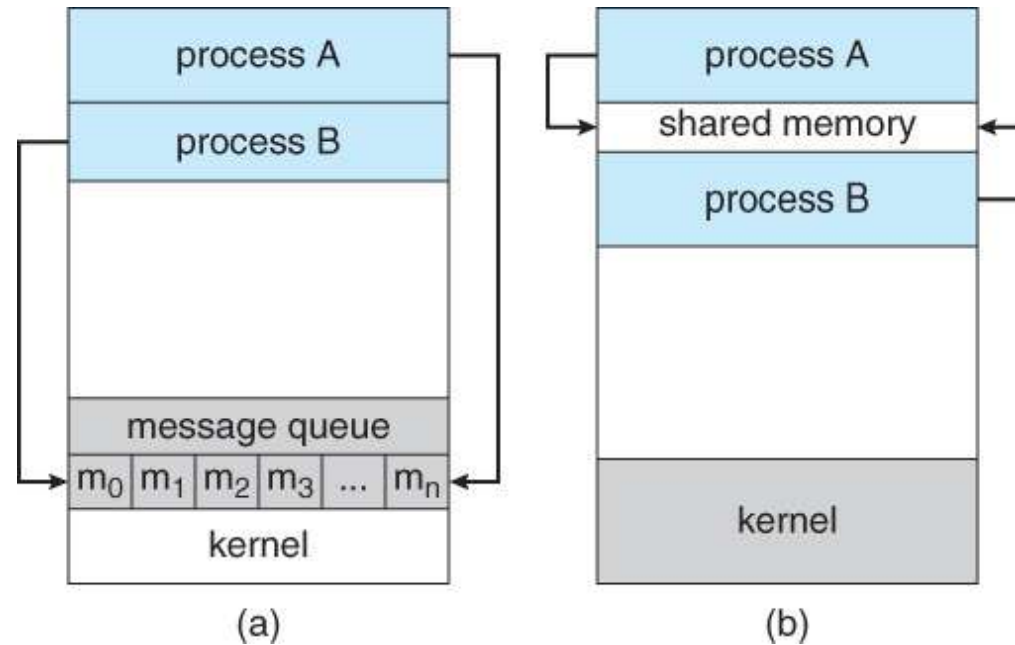 process A
process B
message queue
m0 m1 m2 m3 ... mn
kernel
(a)
process A
shared memory
process B
kernel
(b)